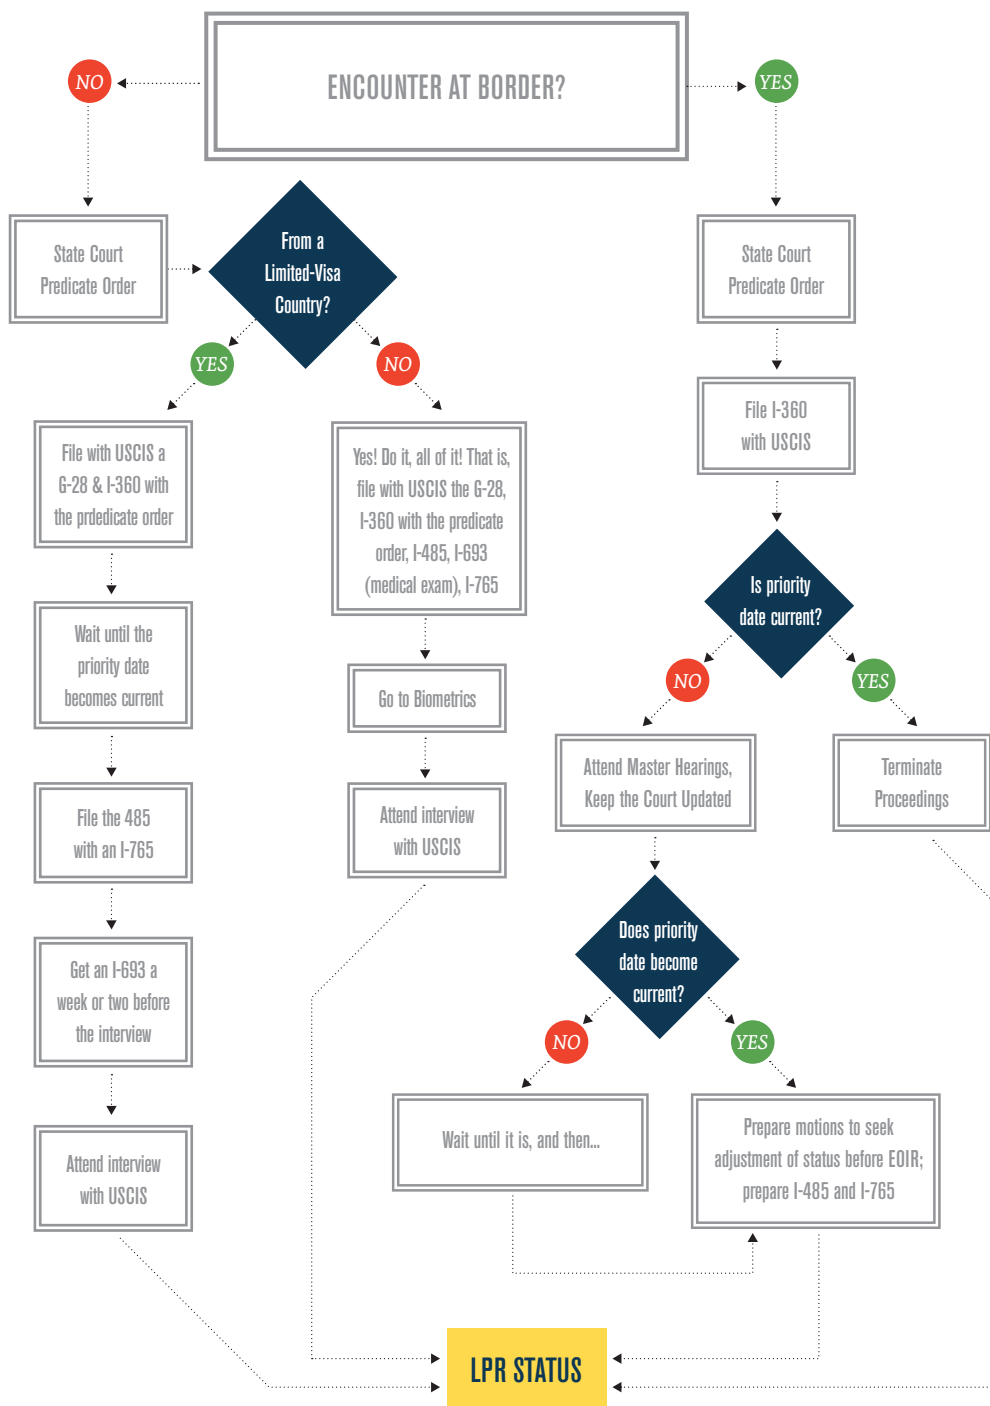 ENCOUNTER AT BORDER?
NO
YES
State Court
Predicate Order
From a
Limited-Visa
Country?
State Court
Predicate Order
YES
NO
File with USCIS a
G-28 & I-360 with
the prdedicate order
Yes! Do it, all of it! That is,
file with USCIS the G-28,
I-360 with the predicate
order, I-485, I-693
(medical exam), I-765
File I-360
with USCIS
Wait until the
priority date
becomes current
Go to Biometrics
Is priority
date current?
NO
YES
File the 485
with an I-765
Attend interview
with USCIS
Attend Master Hearings,
Keep the Court Updated
Terminate
Proceedings
Get an I-693 a
week or two before
the interview
Does priority
date become
current?
NO
YES
Attend interview
with USCIS
Wait until it is, and then...
Prepare motions to seek
adjustment of status before EOIR;
prepare I-485 and I-765
LPR STATUS